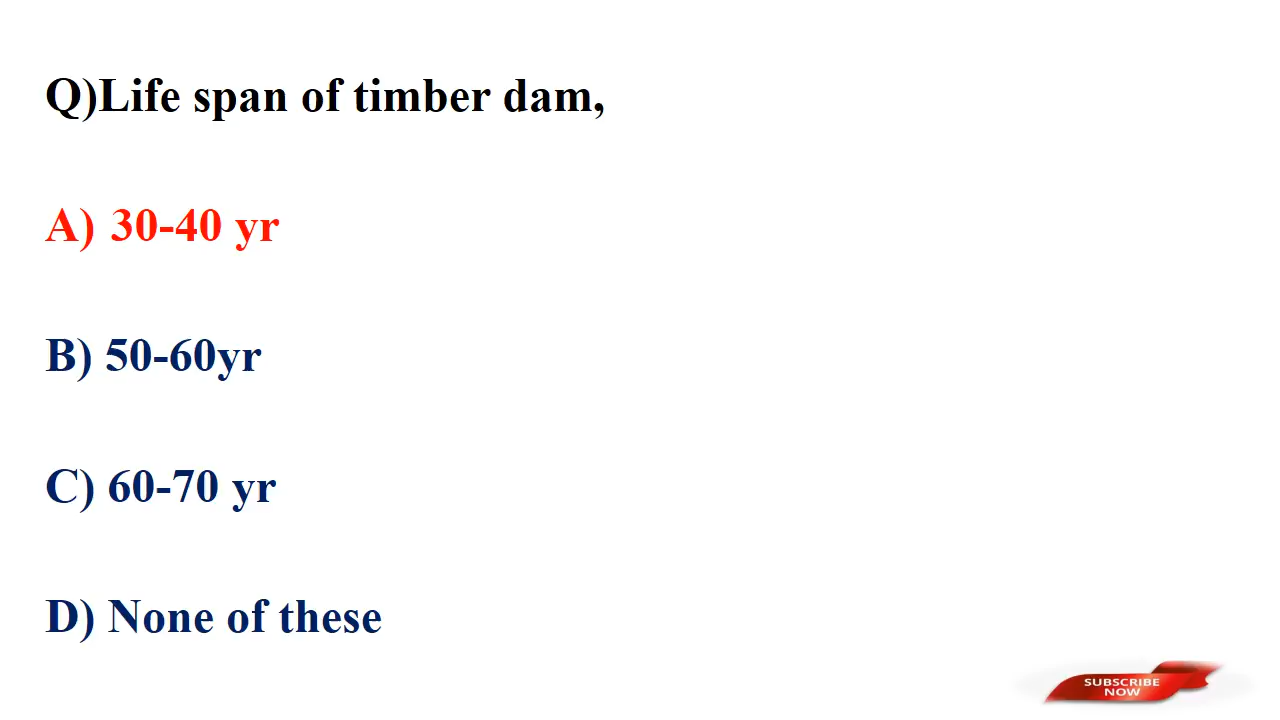 Q)Life span of timber dam,
A) 30-40 yr
B) 50-60yr
C) 60-70 yr
D) None of these
SUBSCRIBE
NOW